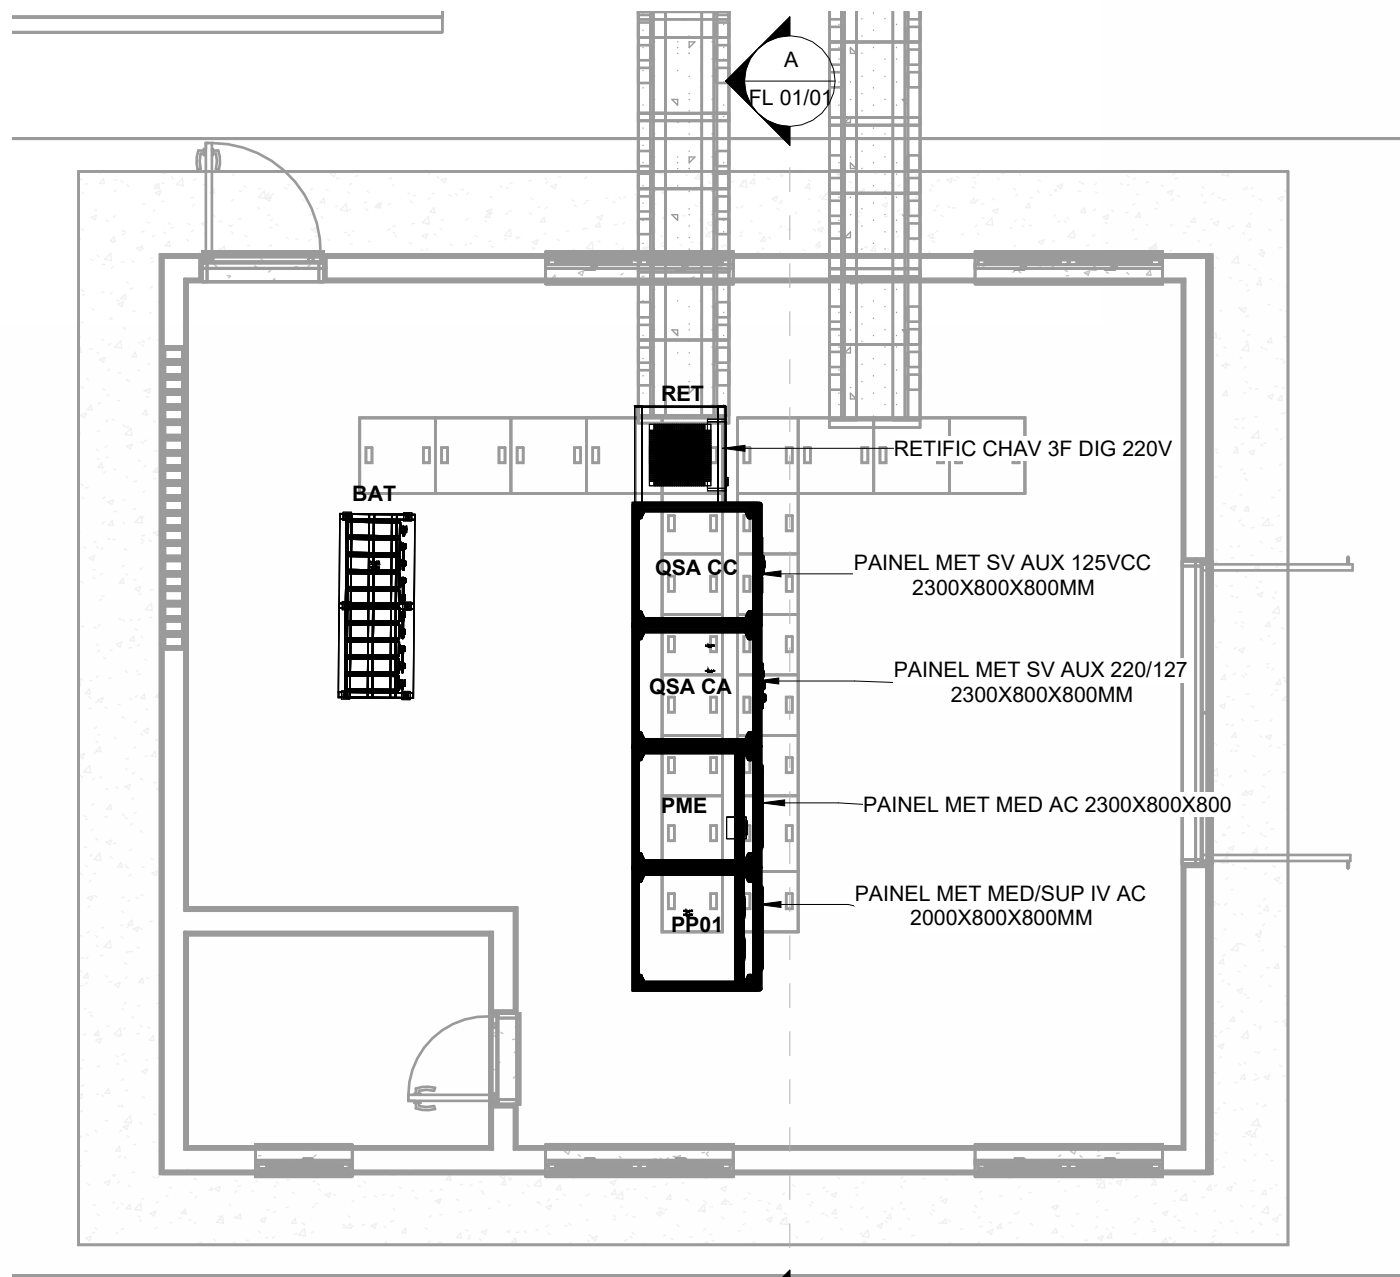 A
FL 01/01
RET
RETIFIC CHAV 3F DIG 220V
BAT
QSA CC
PAINEL MET SV AUX 125VCC
2300X800X800MM
QSA CA
PAINEL MET SV AUX 220/127
2300X800X800MM
PME
PAINEL MET MED AC 2300X800X800
PP01
PAINEL MET MED/SUP IV AC
2000X800X800MM